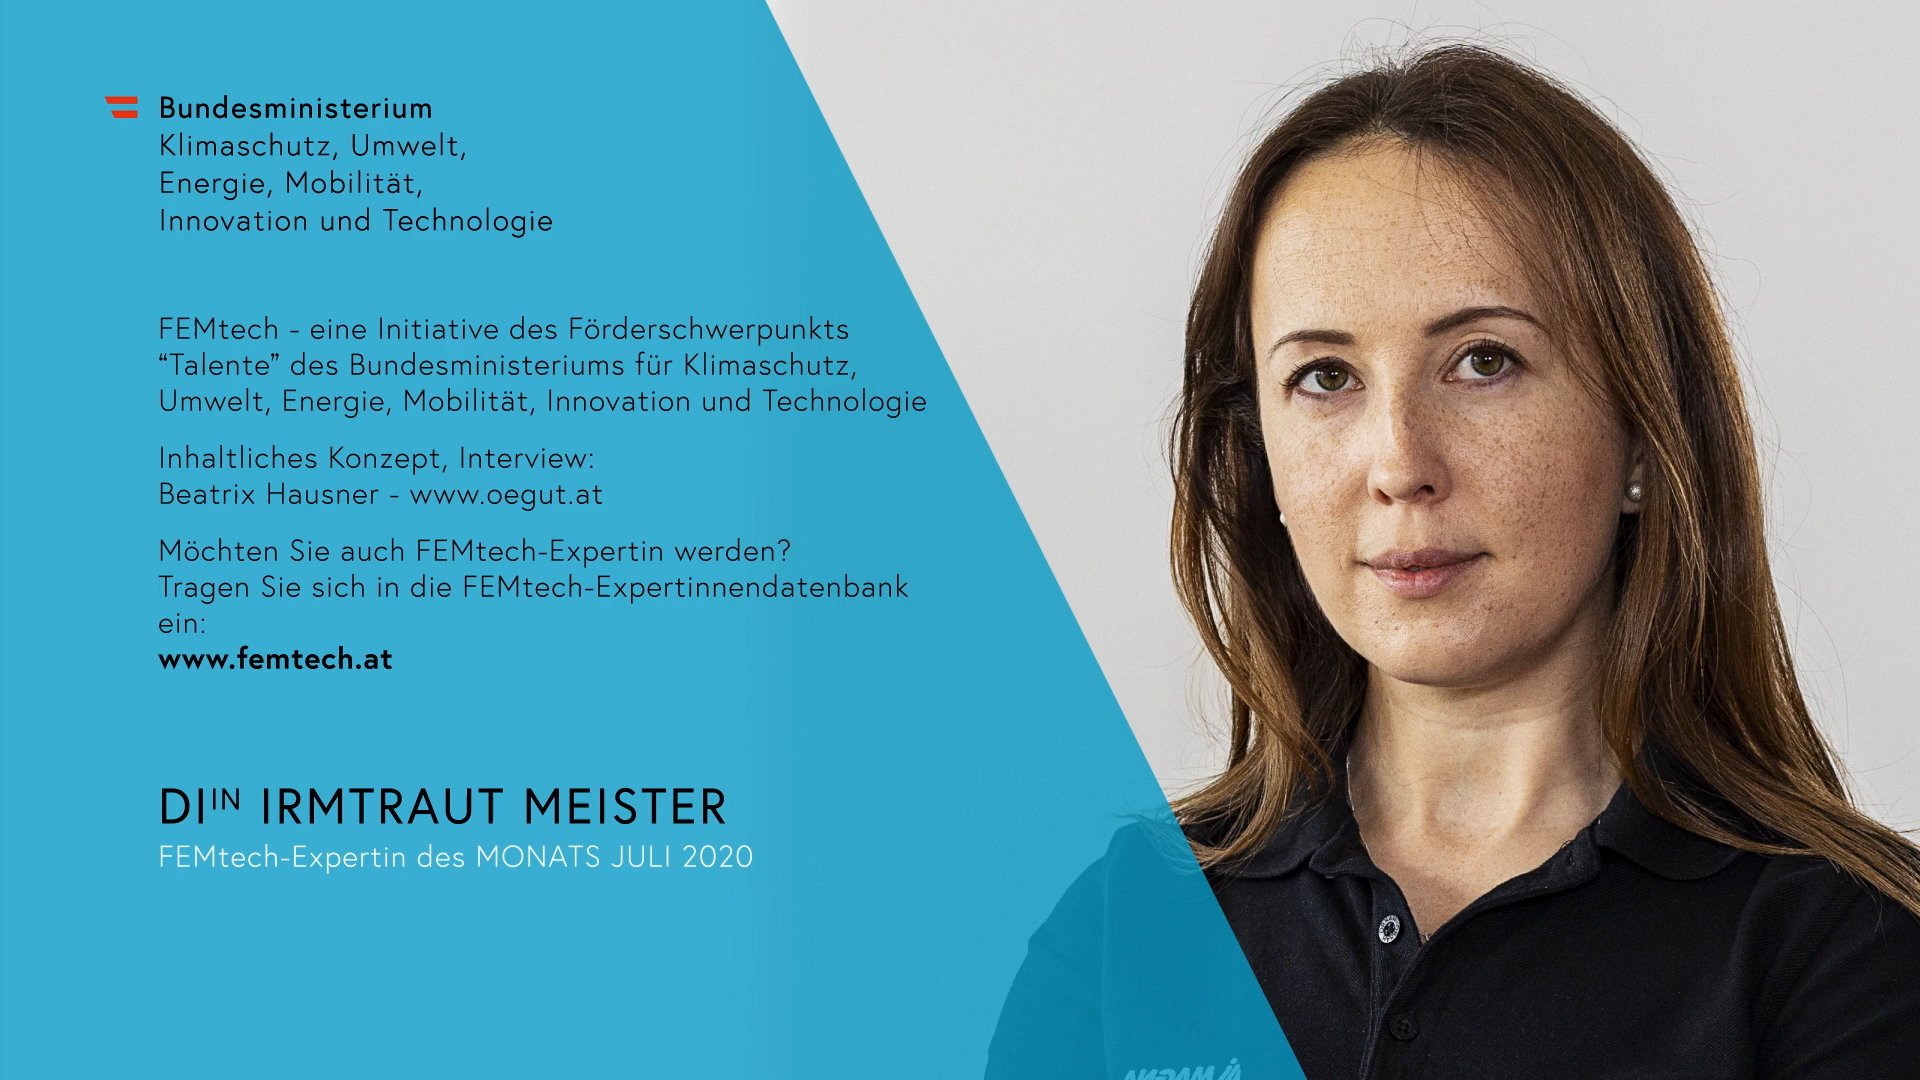 Bundesministerium
Klimaschutz, Umwelt,
Energie, Mobilität,
Innovation und Technologie
FEMtech - eine Initiative des Förderschwerpunkts
“Talente” des Bundesministeriums für Klimaschutz,
Umwelt, Energie, Mobilität, Innovation und Technologie
Inhaltliches Konzept, Interview:
Beatrix Hausner - www.oegut.at
Möchten Sie auch FEMtech-Expertin werden?
Tragen Sie sich in die FEMtech-Expertinnendatenbank
ein:
www.femtech.at
DIIN IRMTRAUT MEISTER
FEMtech-Expertin des MONATS JULI 2020